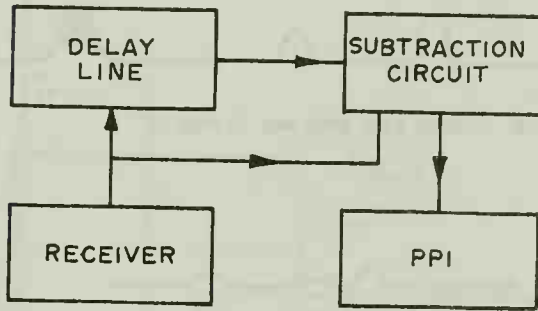 DELAY
LINE
SUBTRACTION
CIRCUIT
RECEIVER
PPI